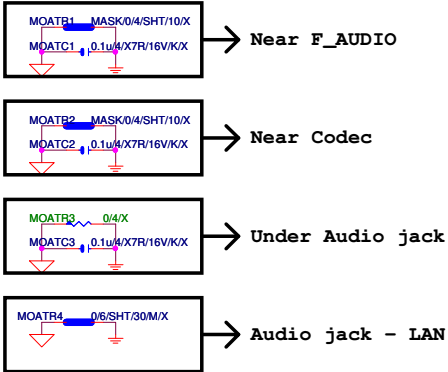 MOATR1 MASK/0/4/SHT/10/X
MOATC1 0.1u/4/X7R/16V/K/X
Near F_AUDIO
MOATR2 MASK/0/4/SHT/10/X
MOATC2 0.1u/4/X7R/16V/K/X
Near Codec
MOATR3 0/4/X
MOATC3 0.1u/4/X7R/16V/K/X
Under Audio jack
MOATR4 0/6/SHT/30/M/X
Audio jack - LAN